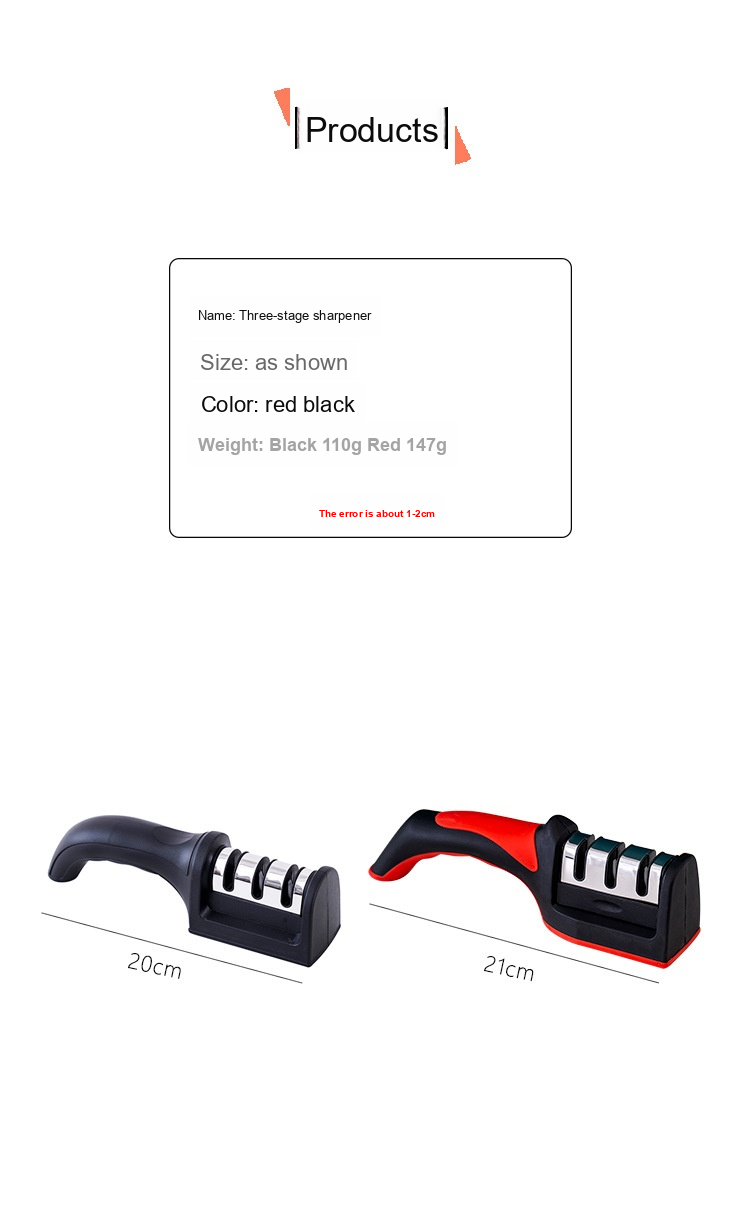 Products
Name: Three-stage sharpener
Size: as shown
Color: red black
Weight: Black 110g Red 147g
The error is about 1-2cm
20cm
21cm